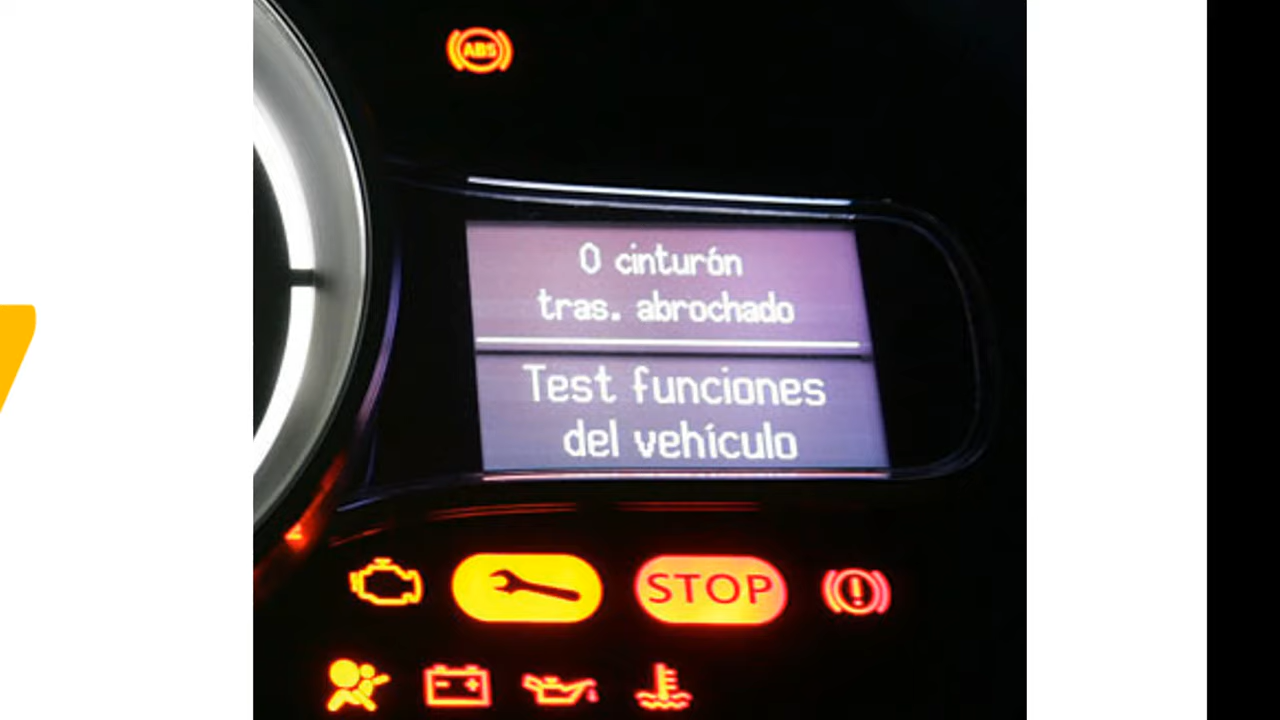 ABS
0 cinturón
tras. abrochado
Test funciones
del vehículo
STOP